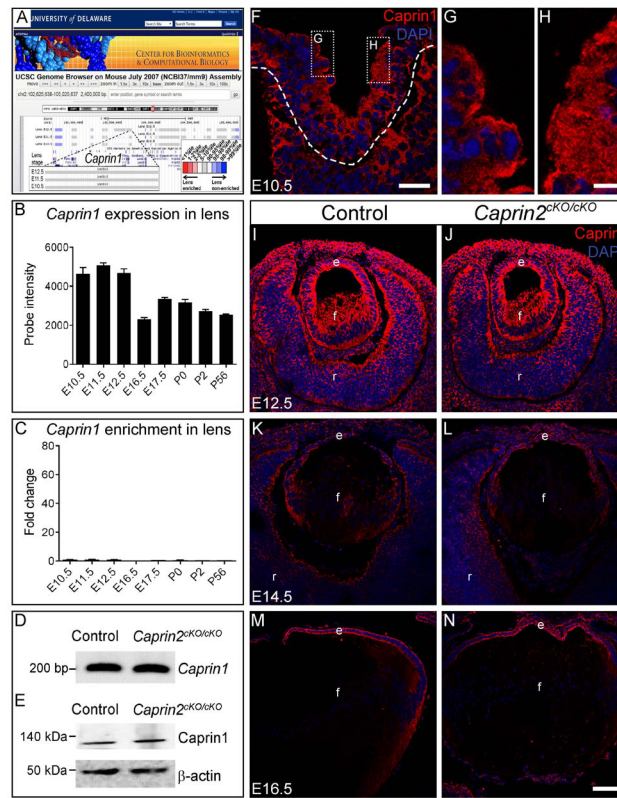 A
UNIVERSITY of DELAWARE
CENTER FOR BIOINFORMATICS
& COMPUTATIONAL BIOLOGY
UCSC Genome Browser on Mouse July 2007 (NCBI37/mm9) Assembly
Caprin1
E12.5
E11.5
E10.5
Lens enriched
Lens non-enriched
B
Caprin1 expression in lens
Probe intensity
6000
4000
2000
0
E10.5 E11.5 E12.5 E16.5 E17.5 P0 P2 P56
C
Caprin1 enrichment in lens
Fold change
80
60
40
20
0
E10.5 E11.5 E12.5 E16.5 E17.5 P0 P2 P56
D
Control Caprin2cKO/cKO
200 bp
Caprin1
E
Control Caprin2cKO/cKO
140 kDa
Caprin1
50 kDa
β-actin
F
G
H
Caprin1
DAPI
E10.5
G
H
Control
Caprin2cKO/cKO
I
e
f
r
E12.5
J
Caprin
DAP
e
f
r
K
e
f
r
E14.5
L
e
f
r
M
e
f
E16.5
N
e
f